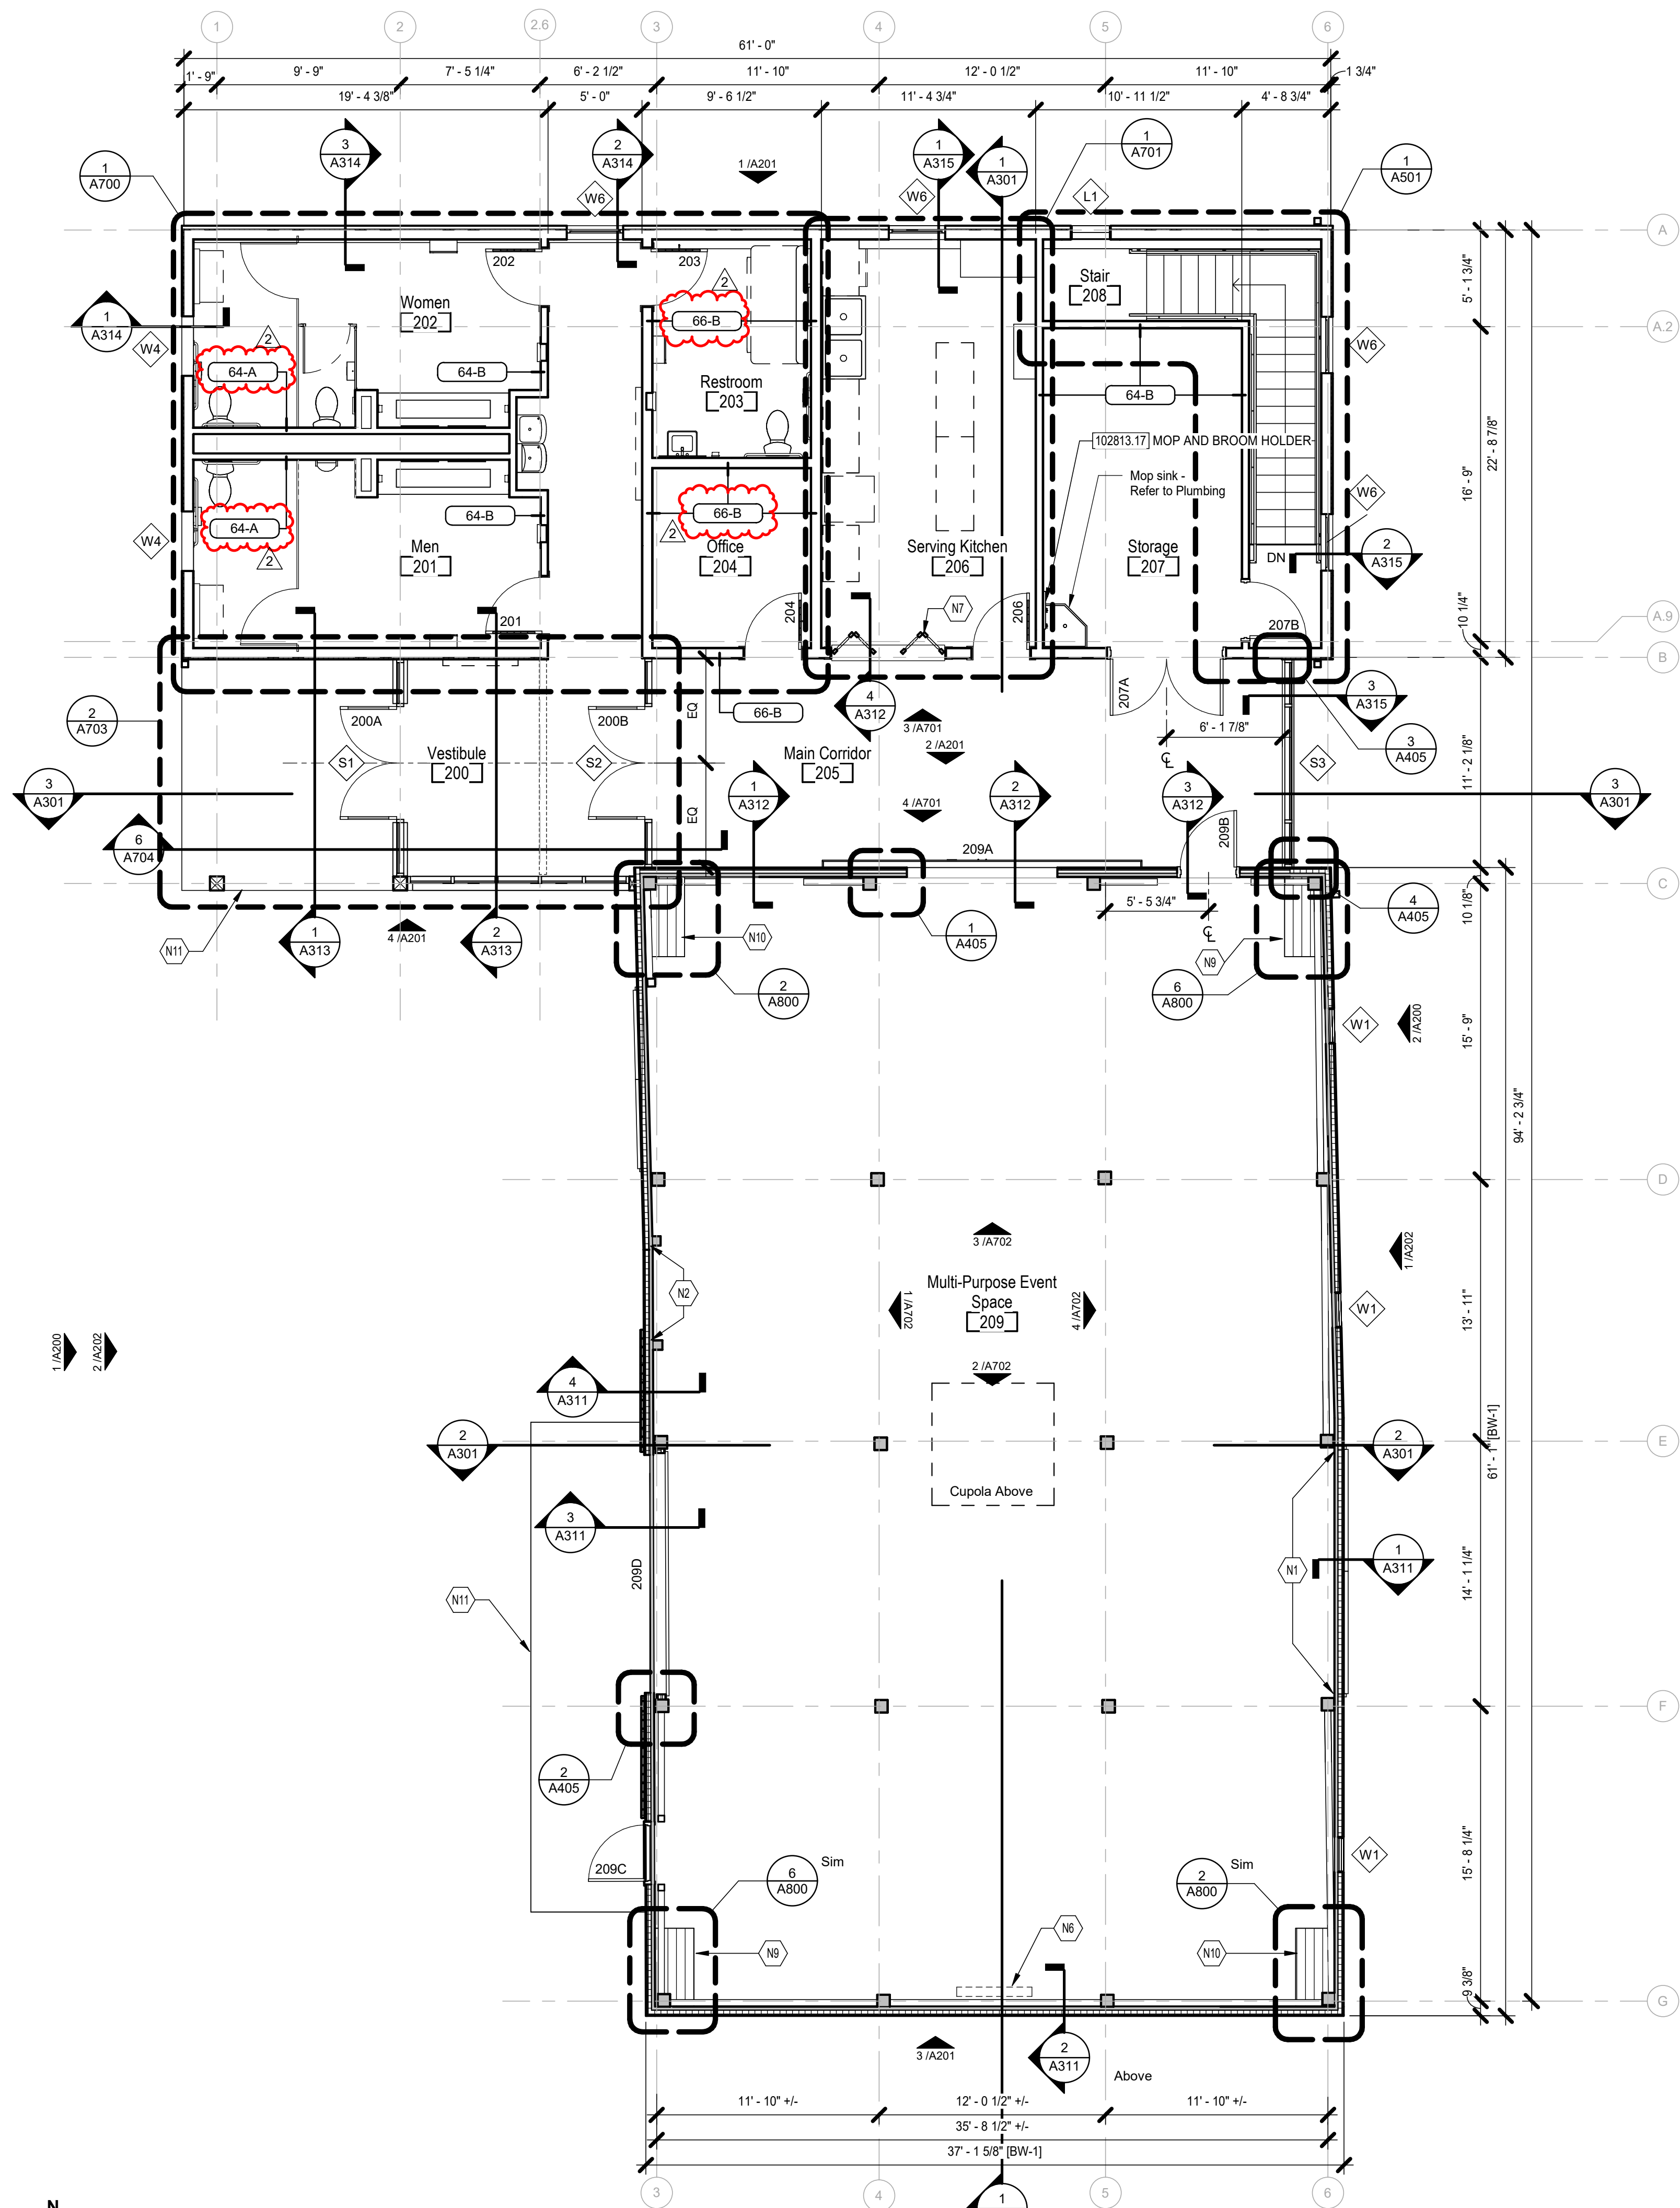 1
2
2.6
3
4
5
6
61' - 0"
1' - 9"
9' - 9"
7' - 5 1/4"
6' - 2 1/2"
11' - 10"
12' - 0 1/2"
11' - 10"
1 3/4"
19' - 4 3/8"
5' - 0"
9' - 6 1/2"
11' - 4 3/4"
10' - 11 1/2"
4' - 8 3/4"
1
A700
3
A314
2
A314
1 /A201
1
A315
1
A301
1
A701
1
A501
W6
W6
L1
A
202
203
Women
202
2
66-B
Stair
208
5' - 1 3/4"
1
A314
W4
2
64-A
64-B
Restroom
203
64-B
W6
A.2
22' - 8 7/8"
102813.17 MOP AND BROOM HOLDER
Mop sink -
Refer to Plumbing
16' - 9"
64-A
2
64-B
66-B
2
W6
W4
Men
201
Office
204
Serving Kitchen
206
Storage
207
DN
2
A315
201
204
N7
206
207B
10 1/4"
A.9
B
2
A703
200A
200B
EQ
66-B
4
A312
3 /A701
207A
3
A315
6' - 1 7/8"
S1
Vestibule
200
S2
Main Corridor
205
2 /A201
CL
S3
3
A405
11' - 2 1/8"
3
A301
1
A312
2
A312
3
A312
3
A301
EQ
4 /A701
209B
6
A704
209A
C
N11
1
A313
4 /A201
2
A313
N10
1
A405
5' - 5 3/4"
CL
N9
4
A405
10 1/8"
2
A800
6
A800
W1
2 /A200
15' - 9"
94' - 2 3/4"
D
3 /A702
1 /A202
N2
Multi-Purpose Event
Space
209
1 /A702
4 /A702
W1
13' - 11"
1 /A200
2 /A202
2 /A702
4
A311
2
A301
2
A301
E
61' - 1" [BW-1]
Cupola Above
3
A311
209D
N1
1
A311
14' - 1 1/4"
N11
F
2
A405
209C
6
A800
Sim
2
A800
Sim
W1
15' - 8 1/4"
N9
N6
N10
9 3/8"
G
3 /A201
2
A311
Above
11' - 10" +/-
12' - 0 1/2" +/-
11' - 10" +/-
35' - 8 1/2" +/-
37' - 1 5/8" [BW-1]
3
4
1
5
6
N